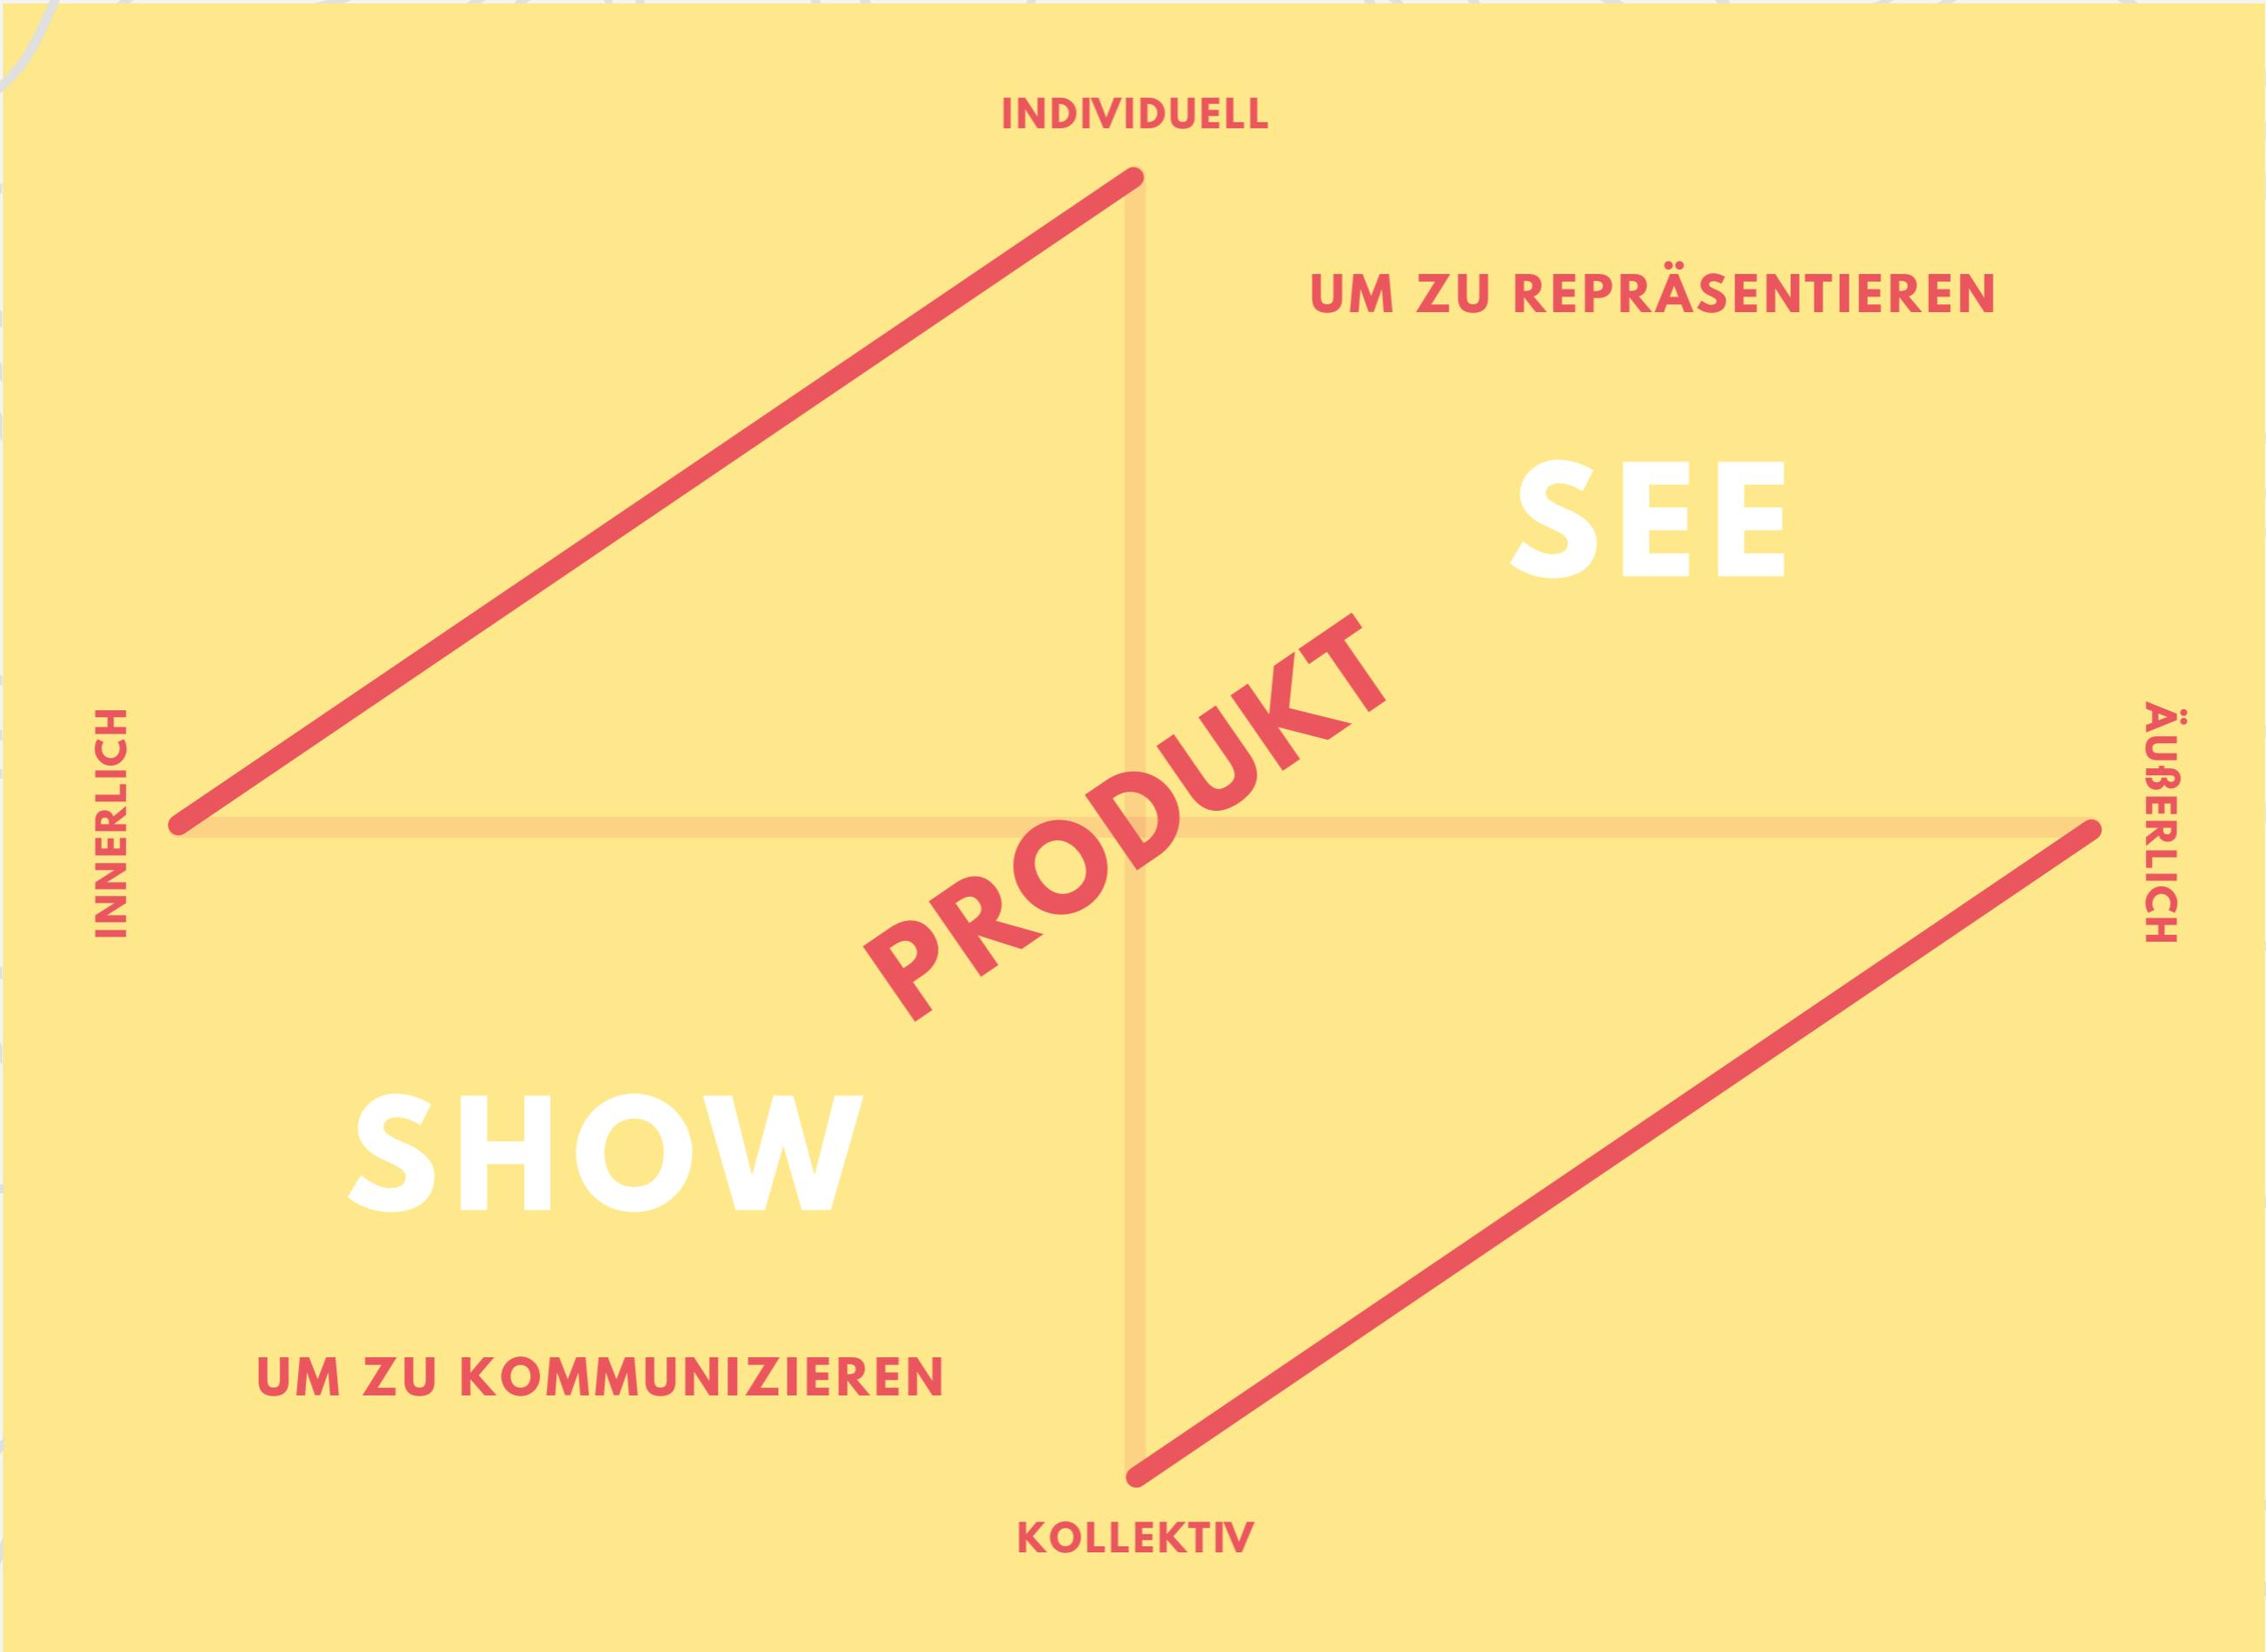 INDIVIDUELL
UM ZU REPRÄSENTIEREN
SEE
PRODUKT
INNERLICH
ÄUßERLICH
SHOW
UM ZU KOMMUNIZIEREN
KOLLEKTIV